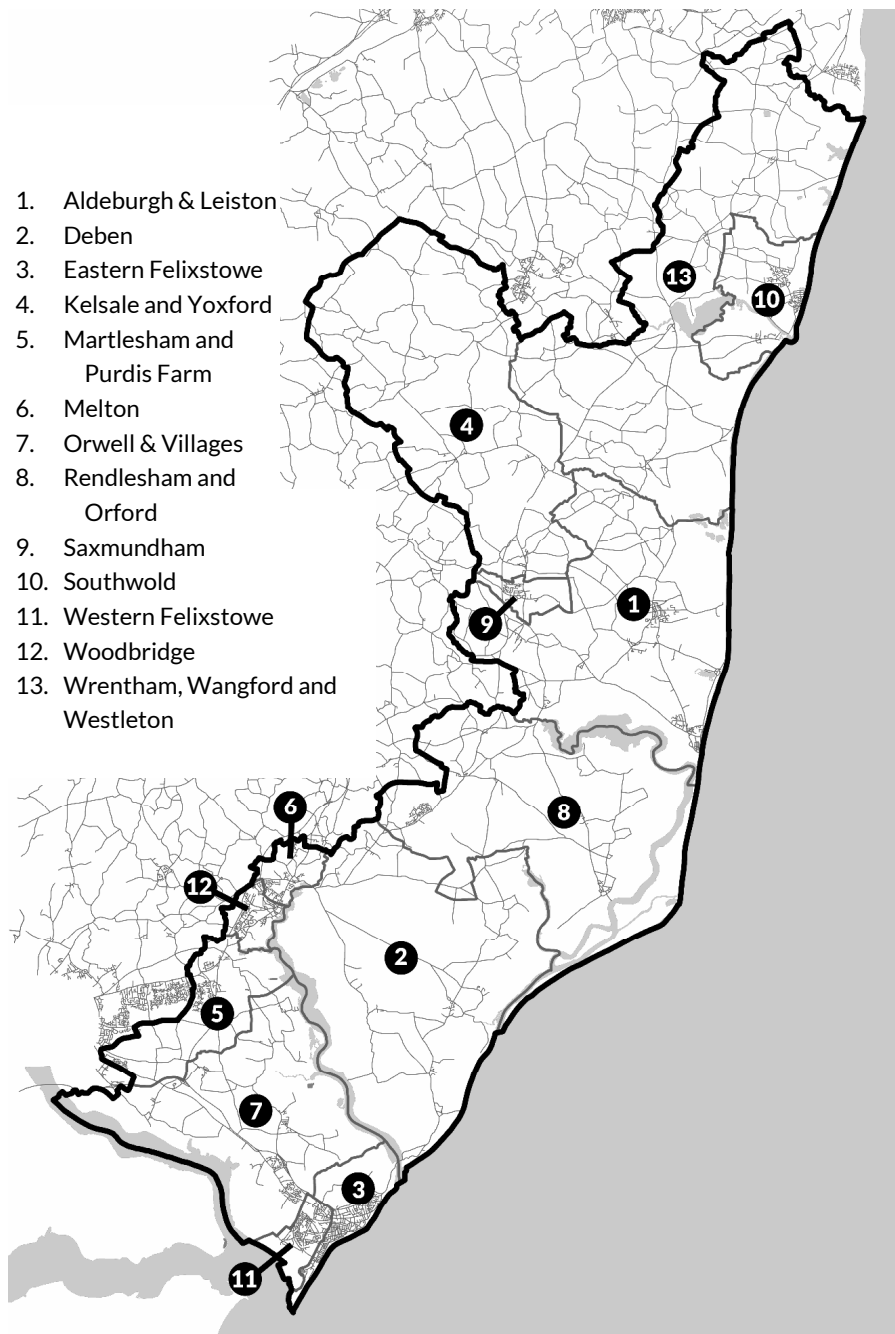 1. Aldeburgh & Leiston
2. Deben
3. Eastern Felixstowe
4. Kelsale and Yoxford
5. Martlesham and
Purdis Farm
6. Melton
7. Orwell & Villages
8. Rendlesham and
Orford
9. Saxmundham
10. Southwold
11. Western Felixstowe
12. Woodbridge
13. Wrentham, Wangford and
Westleton
13
10
4
1
9
8
6
12
2
5
7
3
11